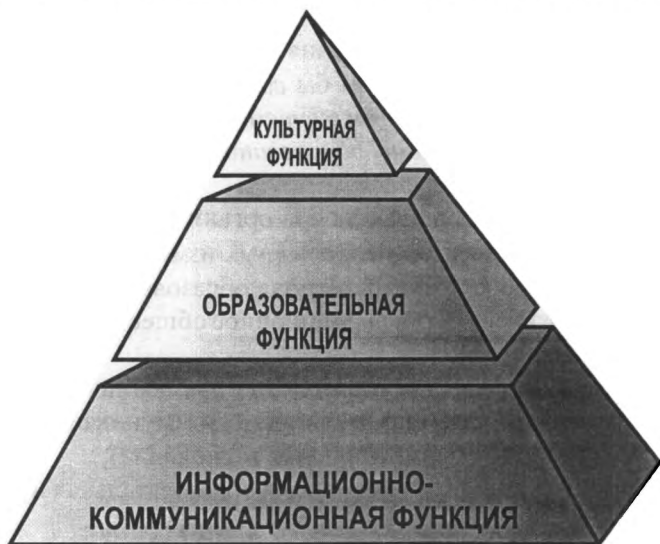 КУЛЬТУРНАЯ
ФУНКЦИЯ
ОБРАЗОВАТЕЛЬНАЯ
ФУНКЦИЯ
ИНФОРМАЦИОННО-
КОММУНИКАЦИОННАЯ ФУНКЦИЯ